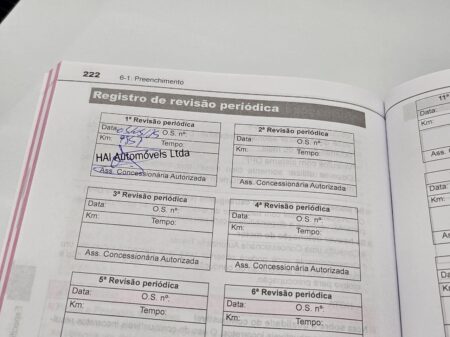 222
6-1. Preenchimento
Registro de revisão periódica
1ª Revisão periódica
Data: O.S. nº:
Km: Tempo:
HAI Automóveis Ltda
Ass. Concessionária Autorizada
2ª Revisão periódica
Data: O.S. nº:
Km: Tempo:
Ass. Concessionária Autorizada
3ª Revisão periódica
Data: O.S. nº:
Km: Tempo:
Ass. Concessionária Autorizada
4ª Revisão periódica
Data: O.S. nº:
Km: Tempo:
Ass. Concessionária Autorizada
5ª Revisão periódica
Data: O.S. nº:
Km: Tempo:
6ª Revisão periódica
Data: O.S. nº:
Km: Tempo:
11ª
Data:
Km:
Ass.
Data:
Km: